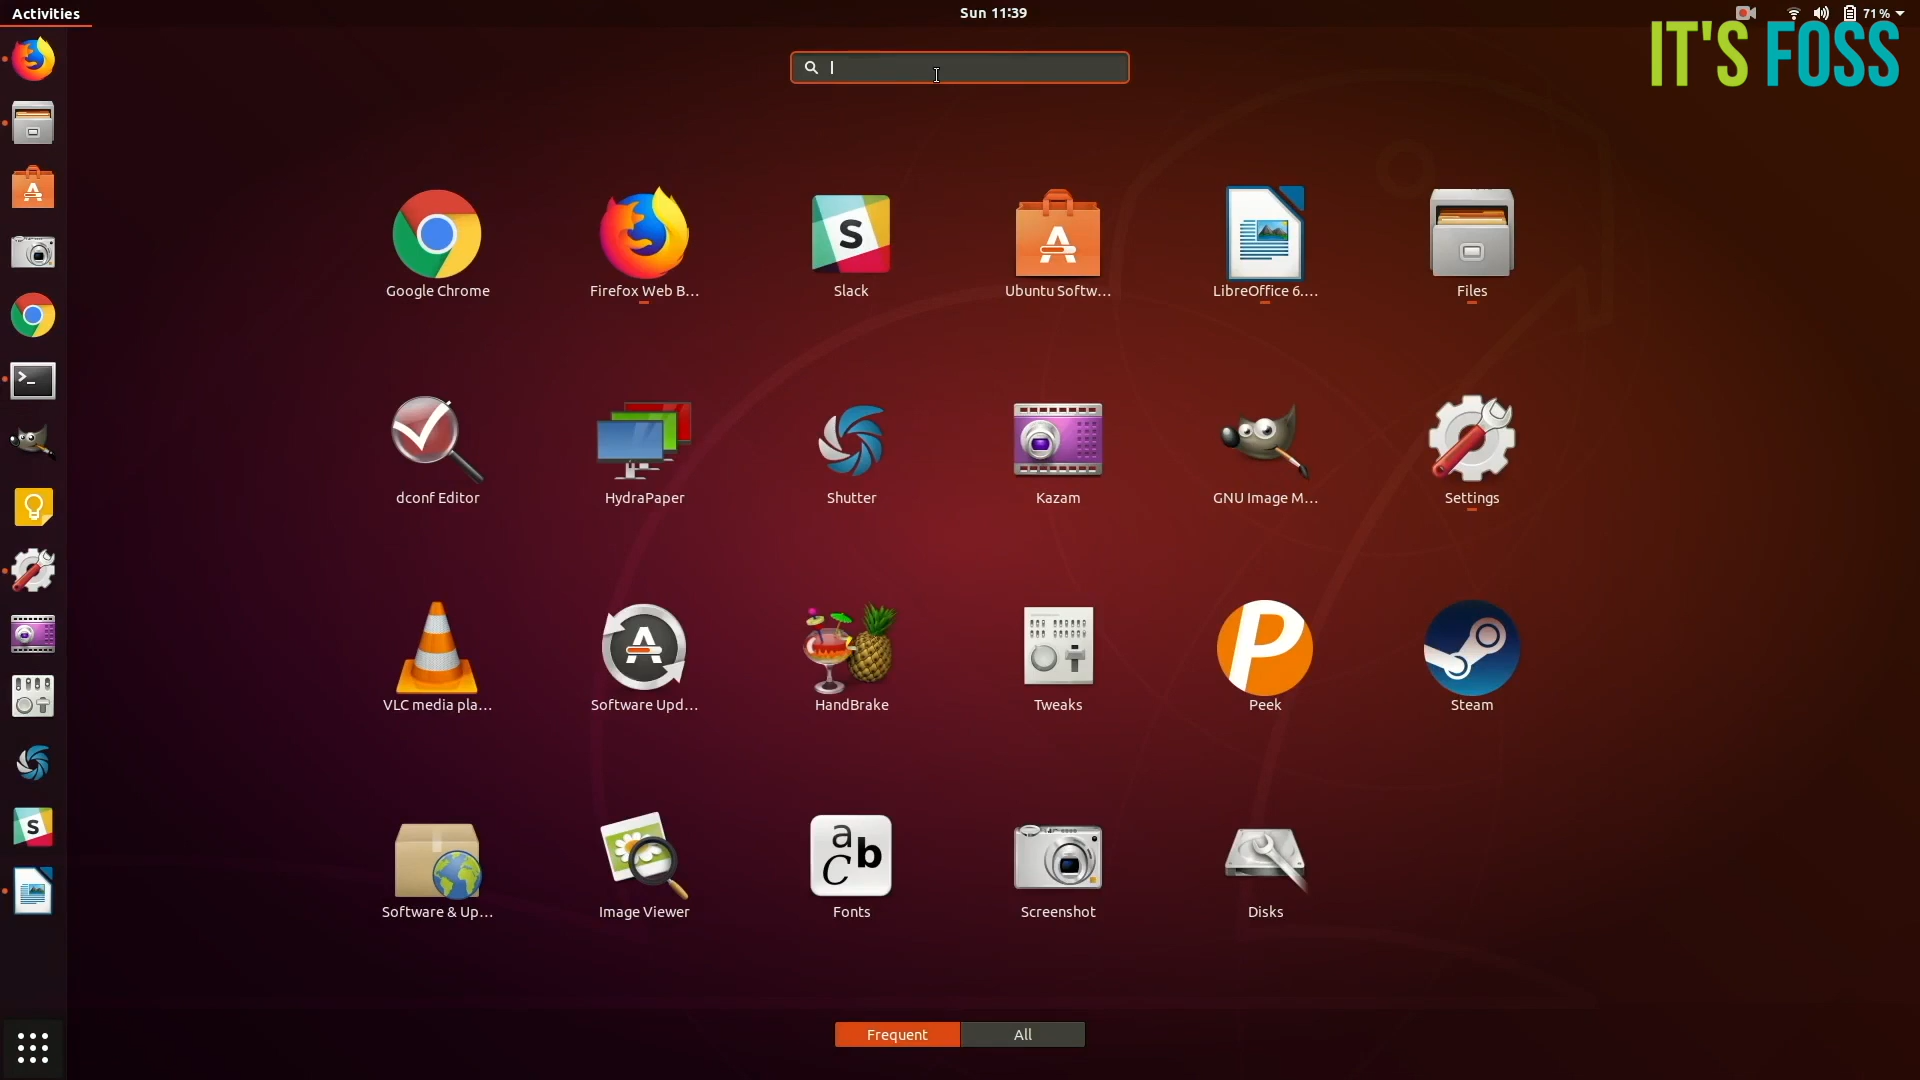 Activities
Sun 11:39
71 %
IT'S FOSS
Google Chrome
Firefox Web B...
Slack
Ubuntu Softw...
LibreOffice 6....
Files
dconf Editor
HydraPaper
Shutter
Kazam
GNU Image M...
Settings
VLC media pla...
Software Upd...
HandBrake
Tweaks
Peek
Steam
Software & Up...
Image Viewer
Fonts
Screenshot
Disks
Frequent
All